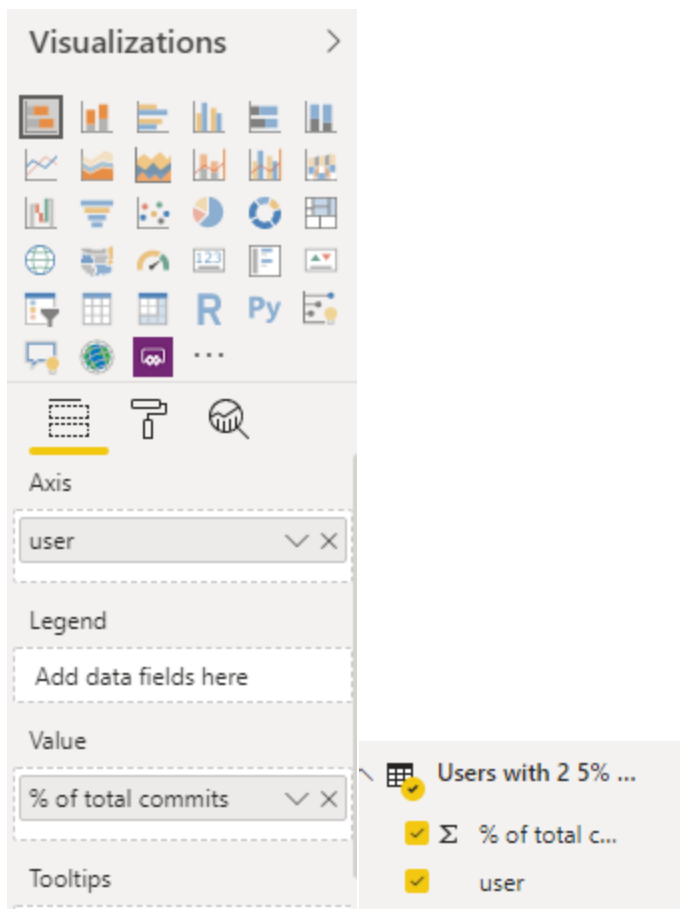 Visualizations
123
R
Py
Axis
user
Legend
Add data fields here
Value
% of total commits
Tooltips
Users with 2 5% ...
Σ % of total c...
user